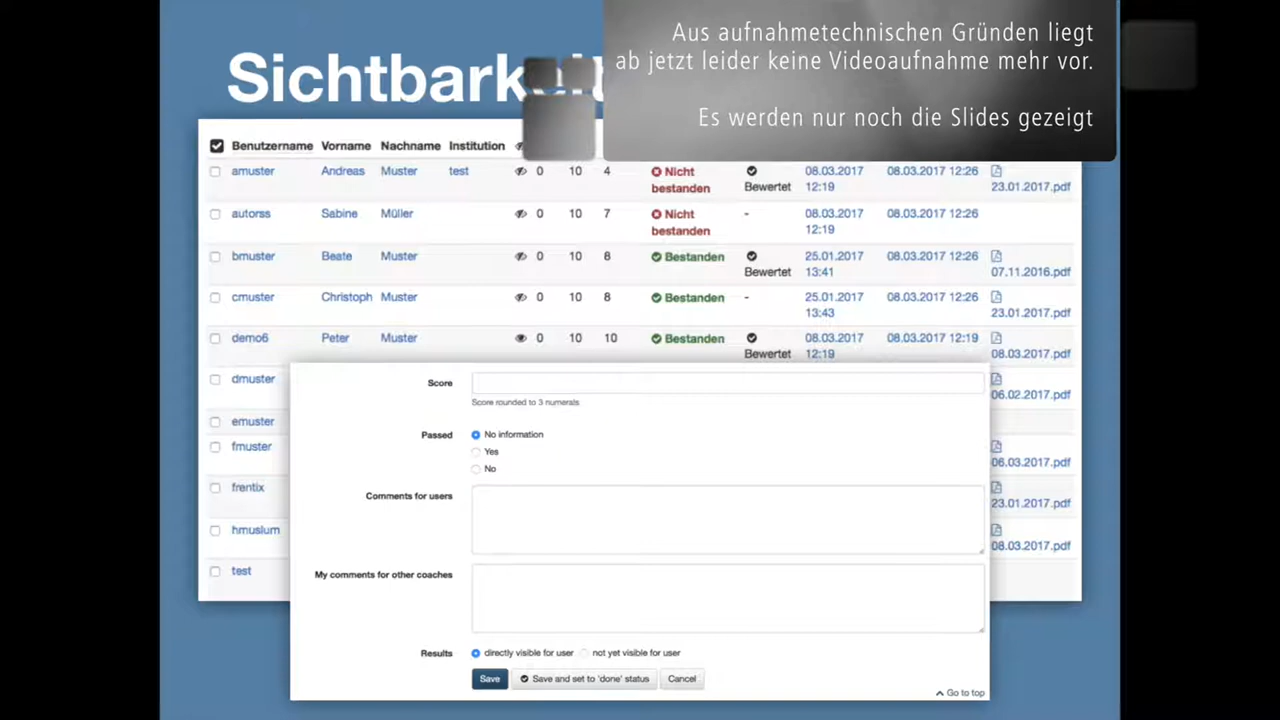 Aus aufnahmetechnischen Gründen liegt
ab jetzt leider keine Videoaufnahme mehr vor.
Es werden nur noch die Slides gezeigt
Benutzername Vorname Nachname Institution
amuster Andreas Muster test 0 10 4 Nicht bestanden Bewertet 08.03.2017 12:19 08.03.2017 12:26 23.01.2017.pdf
autorss Sabine Müller 0 10 7 Nicht bestanden - 08.03.2017 12:19 08.03.2017 12:26
bmuster Beate Muster 0 10 8 Bestanden Bewertet 25.01.2017 13:41 08.03.2017 12:26 07.11.2016.pdf
cmuster Christoph Muster 0 10 8 Bestanden - 25.01.2017 13:43 08.03.2017 12:26 23.01.2017.pdf
demo6 Peter Muster 0 10 10 Bestanden Bewertet 08.03.2017 12:19 08.03.2017 12:19 08.03.2017.pdf
dmuster 06.02.2017.pdf
emuster
fmuster 06.03.2017.pdf
frentix 23.01.2017.pdf
hmuslum 08.03.2017.pdf
test
Score
Score rounded to 3 numerals
Passed No information
Yes
No
Comments for users
My comments for other coaches
Results directly visible for user not yet visible for user
Save Save and set to 'done' status Cancel
Go to top